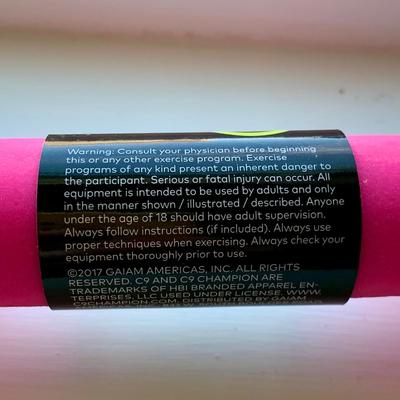 Warning: Consult your physician before beginning
this or any other exercise program. Exercise
programs of any kind present an inherent danger to
the participant. Serious or fatal injury can occur. All
equipment is intended to be used by adults and only
in the manner shown / illustrated / described. Anyone
under the age of 18 should have adult supervision.
Always follow instructions (if included). Always use
proper techniques when exercising. Always check your
equipment thoroughly prior to use.
©2017 GAIAM AMERICAS, INC. ALL RIGHTS
RESERVED. C9 AND C9 CHAMPION ARE
TRADEMARKS OF HBI BRANDED APPAREL EN-
TERPRISES, LLC USED UNDER LICENSE. WWW.
C9CHAMPION.COM. DISTRIBUTED BY GAIAM